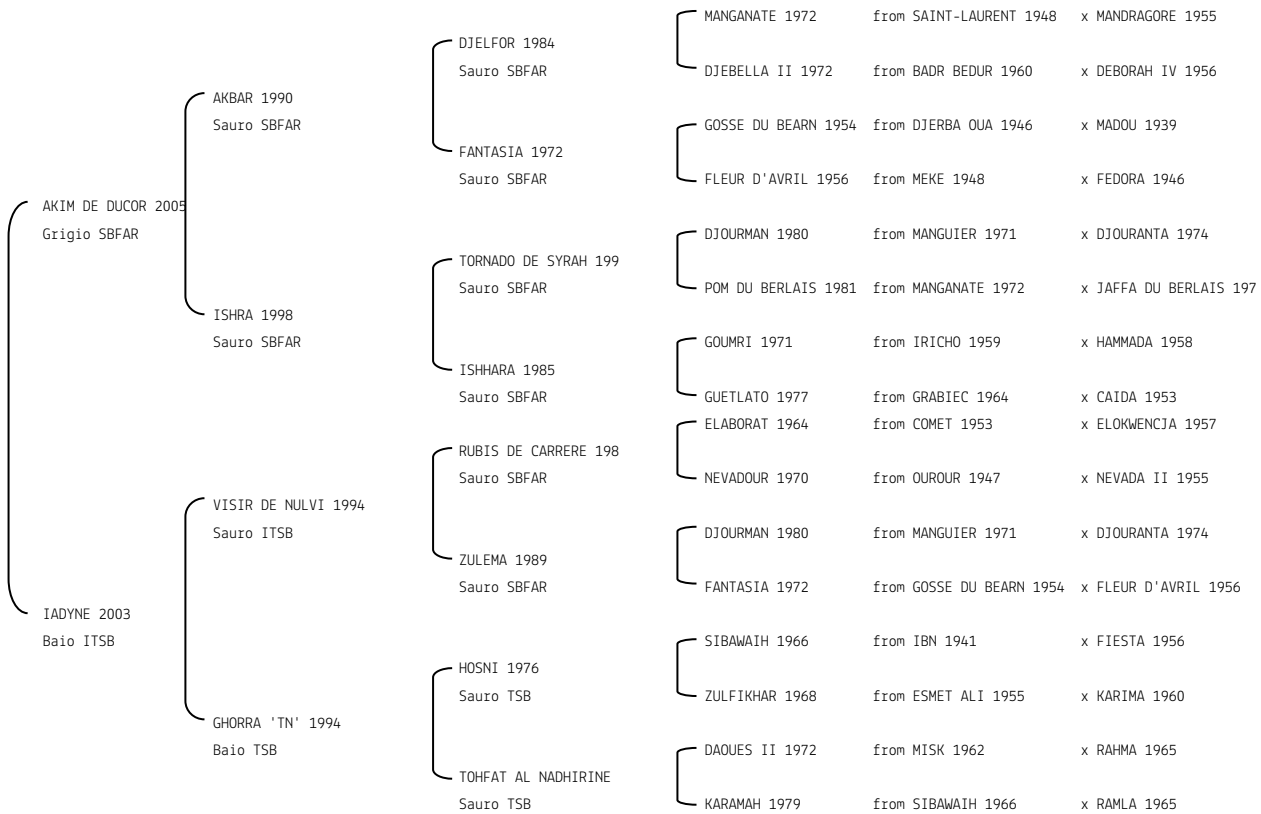 MANGANATE 1972 from SAINT-LAURENT 1948 x MANDRAGORE 1955
DJELFOR 1984
Sauro SBFAR
DJEBELLA II 1972 from BADR BEDUR 1960 x DEBORAH IV 1956
AKBAR 1990
Sauro SBFAR
GOSSE DU BEARN 1954 from DJERBA OUA 1946 x MADOU 1939
FANTASIA 1972
Sauro SBFAR
FLEUR D'AVRIL 1956 from MEKE 1948 x FEDORA 1946
AKIM DE DUCOR 2005
Grigio SBFAR
DJOURMAN 1980 from MANGUIER 1971 x DJOURANTA 1974
TORNADO DE SYRAH 199
Sauro SBFAR
POM DU BERLAIS 1981 from MANGANATE 1972 x JAFFA DU BERLAIS 197
ISHRA 1998
Sauro SBFAR
GOUMRI 1971 from IRICHO 1959 x HAMMADA 1958
ISHHARA 1985
Sauro SBFAR
GUETLATO 1977 from GRABIEC 1964 x CAIDA 1953
ELABORAT 1964 from COMET 1953 x ELOKWENCJA 1957
RUBIS DE CARRERE 198
Sauro SBFAR
NEVADOUR 1970 from OUROUR 1947 x NEVADA II 1955
VISIR DE NULVI 1994
Sauro ITSB
DJOURMAN 1980 from MANGUIER 1971 x DJOURANTA 1974
ZULEMA 1989
Sauro SBFAR
FANTASIA 1972 from GOSSE DU BEARN 1954 x FLEUR D'AVRIL 1956
IADYNE 2003
Baio ITSB
SIBAWAIH 1966 from IBN 1941 x FIESTA 1956
HOSNI 1976
Sauro TSB
ZULFIKHAR 1968 from ESMET ALI 1955 x KARIMA 1960
GHORRA 'TN' 1994
Baio TSB
DAOUES II 1972 from MISK 1962 x RAHMA 1965
TOHFAT AL NADHIRINE
Sauro TSB
KARAMAH 1979 from SIBAWAIH 1966 x RAMLA 1965